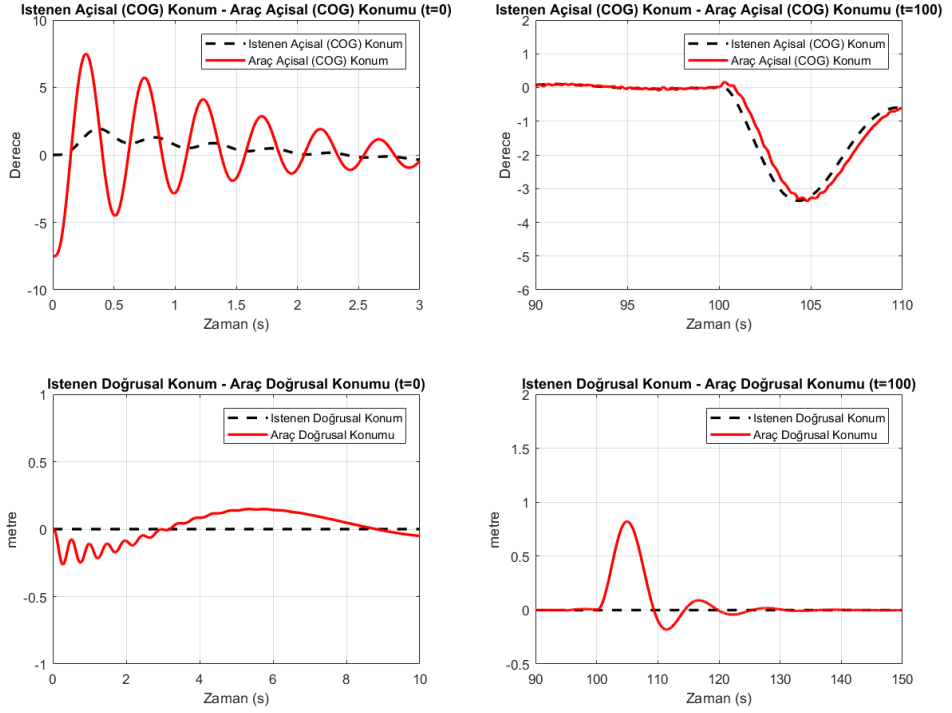 Istenen Açisal (COG) Konum - Araç Açisal (COG) Konumu (t=0)
10
5
0
-5
-10
Derece
Istenen Açisal (COG) Konum
Araç Açisal (COG) Konum
0 0.5 1 1.5 2 2.5 3
Zaman (s)
Istenen Açisal (COG) Konum - Araç Açisal (COG) Konumu (t=100)
2
1
0
-1
-2
-3
-4
-5
-6
Derece
Istenen Açisal (COG) Konum
Araç Açisal (COG) Konum
90 95 100 105 110
Zaman (s)
Istenen Doğrusal Konum - Araç Doğrusal Konumu (t=0)
1
0.5
0
-0.5
-1
metre
Istenen Doğrusal Konum
Araç Doğrusal Konumu
0 2 4 6 8 10
Zaman (s)
Istenen Doğrusal Konum - Araç Doğrusal Konumu (t=100)
2
1.5
1
0.5
0
-0.5
metre
Istenen Doğrusal Konum
Araç Doğrusal Konumu
90 100 110 120 130 140 150
Zaman (s)